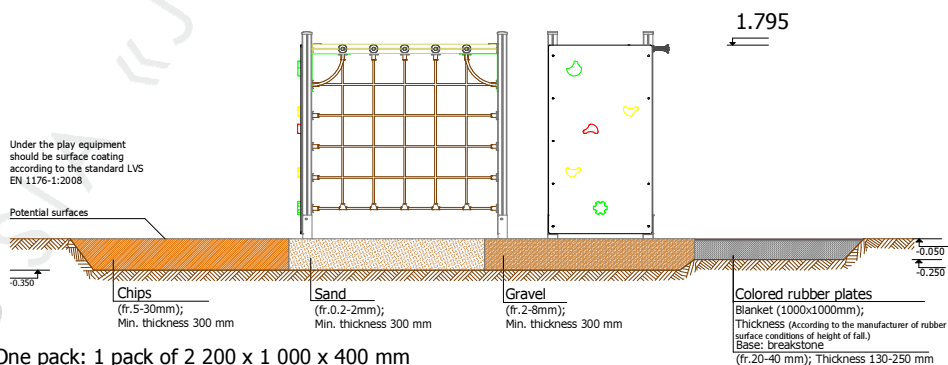 1.795
Under the play equipment
should be surface coating
according to the standard LVS
EN 1176-1:2008
Potential surfaces
-0.050
-0.250
-0.350
Chips
(fr.5-30mm);
Min. thickness 300 mm
Sand
(fr.0.2-2mm);
Min. thickness 300 mm
Gravel
(fr.2-8mm);
Min. thickness 300 mm
Colored rubber plates
Blanket (1000x1000mm);
Thickness (According to the manufacturer of rubber
surface conditions of height of fall.)
Base: breakstone
(fr.20-40 mm); Thickness 130-250 mm
One pack: 1 pack of 2 200 x 1 000 x 400 mm